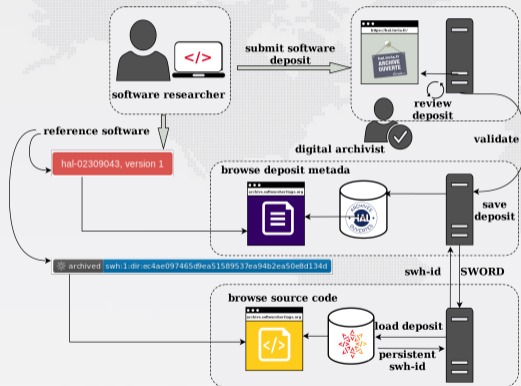 https://hal.inria.fr/
ARCHIVE
OUVERTE
</>
submit software
deposit
software researcher
review
deposit
reference software
digital archivist
validate
hal-02309043, version 1
browse deposit metada
archive.softwareheritage.org
ARCHIVES
HAL
OUVERTES
save
deposit
archived swh:1:dir:ec4ae097465d9ea51589537ea94b2ea50e8d134d
swh-id
SWORD
browse source code
archive.softwareheritage.org
</>
load deposit
persistent
swh-id